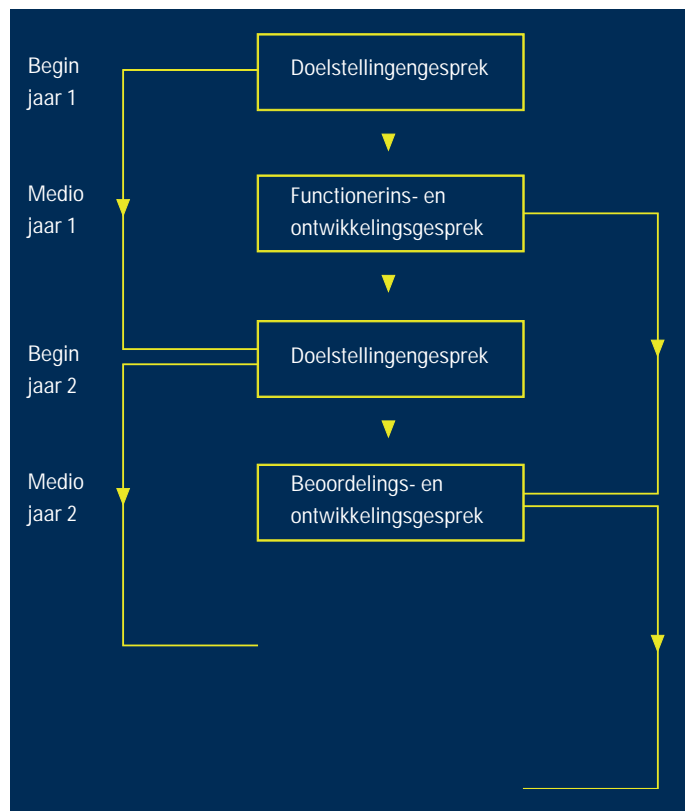 Begin
jaar 1
Doelstellingengesprek
Medio
jaar 1
Functionerins- en
ontwikkelingsgesprek
Begin
jaar 2
Doelstellingengesprek
Medio
jaar 2
Beoordelings- en
ontwikkelingsgesprek